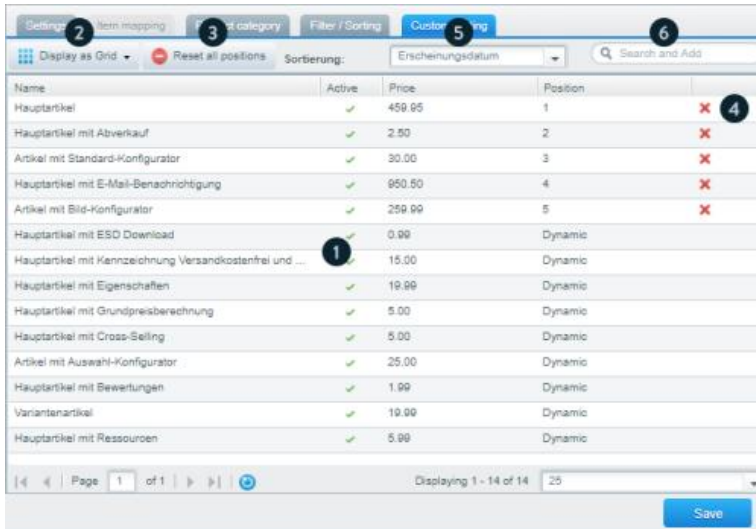 Settings Item mapping category Filter / Sorting
2 3 5 6
Display as Grid Reset all positions Sortierung: Erscheinungsdatum Search and Add
Name Active Price Position
Hauptartikel 459.95 1 4
Hauptartikel mit Abverkauf 2.50 2
Artikel mit Standard-Konfigurator 30.00 3
Hauptartikel mit E-Mail-Benachrichtigung 950.50 4
Artikel mit Bild-Konfigurator 259.99 5
Hauptartikel mit ESD Download 0.99 Dynamic
1
Hauptartikel mit Kennzeichnung Versandkostenfrei und ... 15.00 Dynamic
Hauptartikel mit Eigenschaften 19.99 Dynamic
Hauptartikel mit Grundpreisberechnung 5.00 Dynamic
Hauptartikel mit Cross-Selling 5.00 Dynamic
Artikel mit Auswahl-Konfigurator 25.00 Dynamic
Hauptartikel mit Bewertungen 1.99 Dynamic
Variantenartikel 19.99 Dynamic
Hauptartikel mit Ressourcen 5.99 Dynamic
Page 1 of 1 Displaying 1 - 14 of 14 25
Save